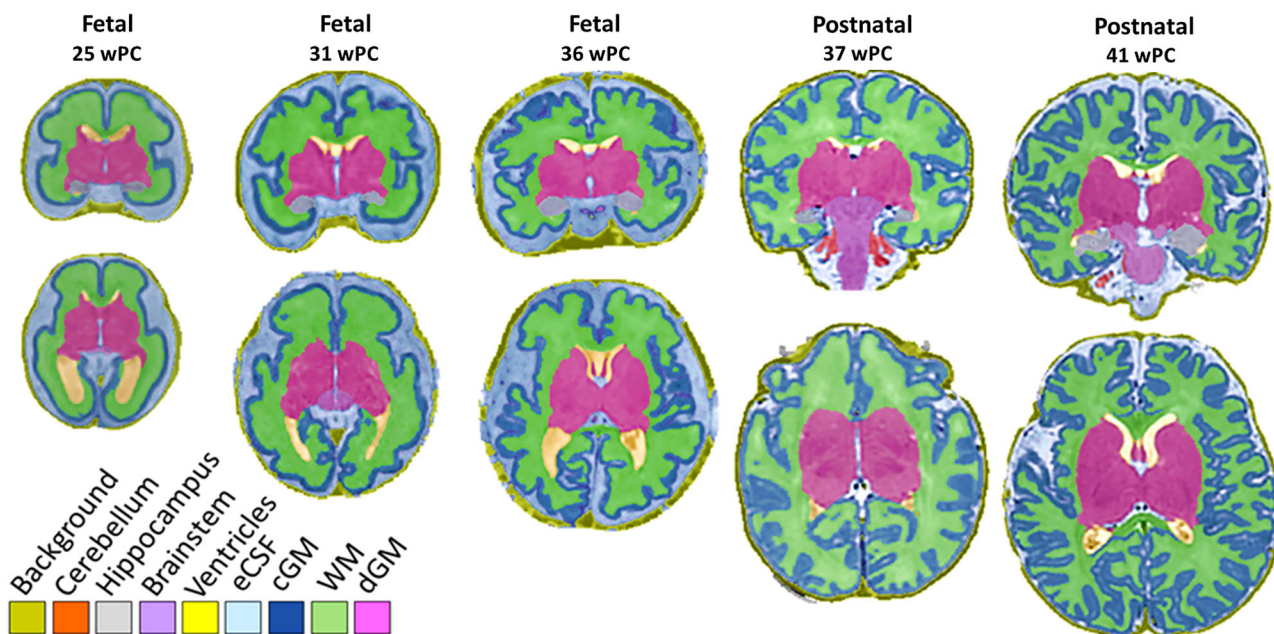 Fetal
25 wPC
Fetal
31 wPC
Fetal
36 wPC
Postnatal
37 wPC
Postnatal
41 wPC
Background
Cerebellum
Hippocampus
Brainstem
Ventricles
eCSF
cGM
WM
dGM